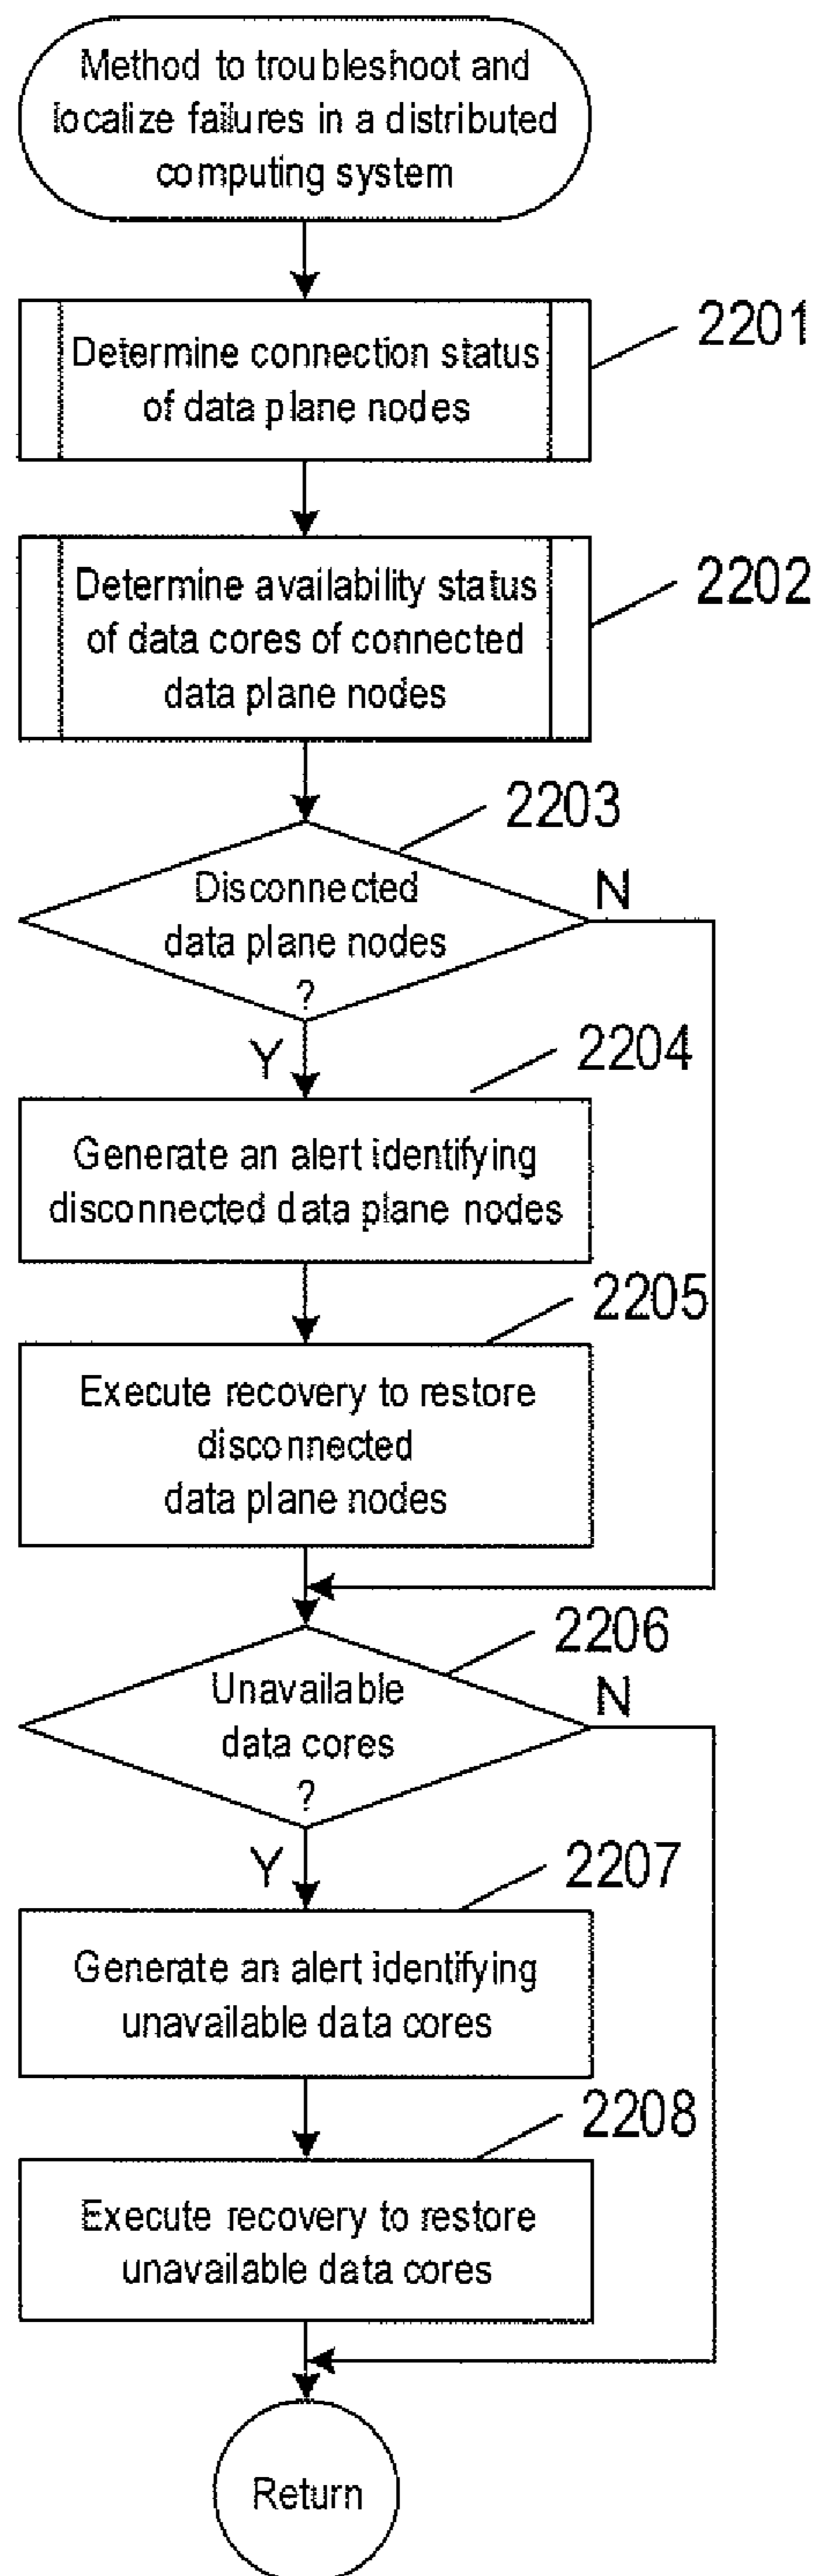 Method to troubleshoot and
localize failures in a distributed
computing system
2201
Determine connection status
of data plane nodes
2202
Determine availability status
of data cores of connected
data plane nodes
2203
Disconnected
data plane nodes
?
N
Y
2204
Generate an alert identifying
disconnected data plane nodes
2205
Execute recovery to restore
disconnected
data plane nodes
2206
Unavailable
data cores
?
N
Y
2207
Generate an alert identifying
unavailable data cores
2208
Execute recovery to restore
unavailable data cores
Return